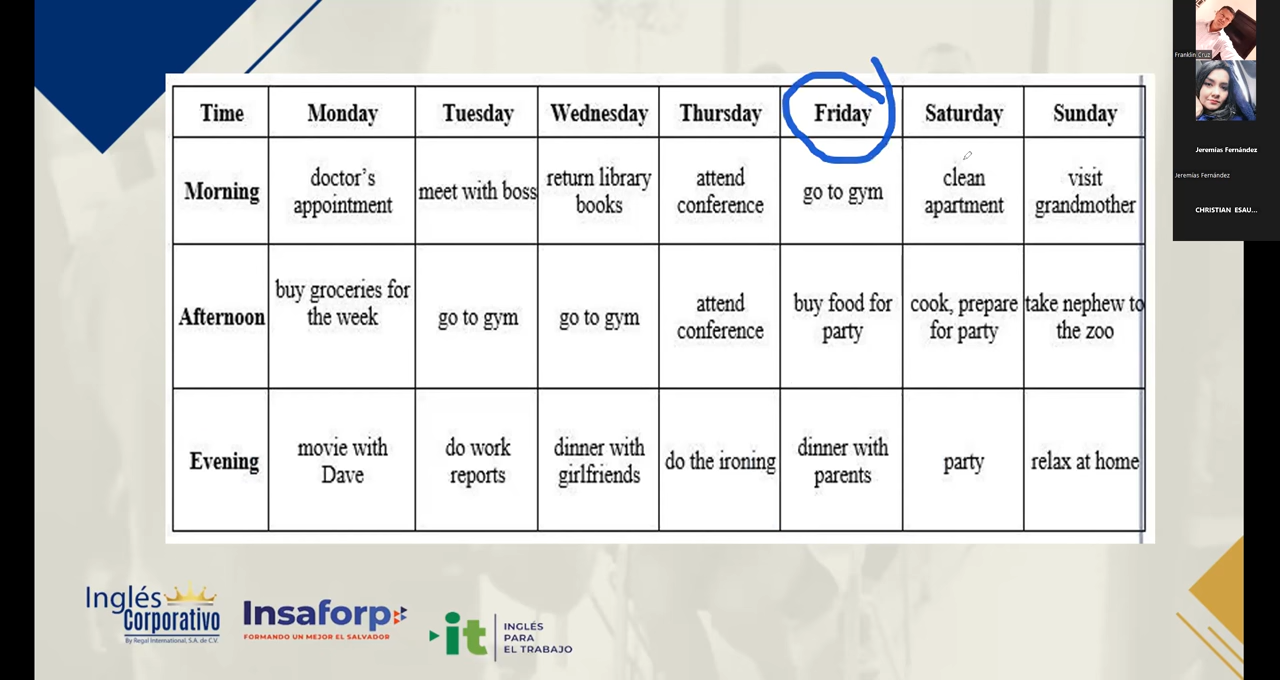 Time Monday Tuesday Wednesday Thursday Friday Saturday Sunday
Morning
doctor's
appointment
meet with boss
return library
books
attend
conference
go to gym
clean
apartment
visit
grandmother
Afternoon
buy groceries for
the week
go to gym
go to gym
attend
conference
buy food for
party
cook, prepare
for party
take nephew to
the zoo
Evening
movie with
Dave
do work
reports
dinner with
girlfriends
do the ironing
dinner with
parents
party
relax at home
Franklin Cruz
Jeremías Fernández
Jeremías Fernández
CHRISTIAN ESAU...
Inglés
Corporativo
By Regal International, S.A. de C.V.
Insaforp
FORMANDO UN MEJOR EL SALVADOR
it
INGLÉS
PARA
EL TRABAJO